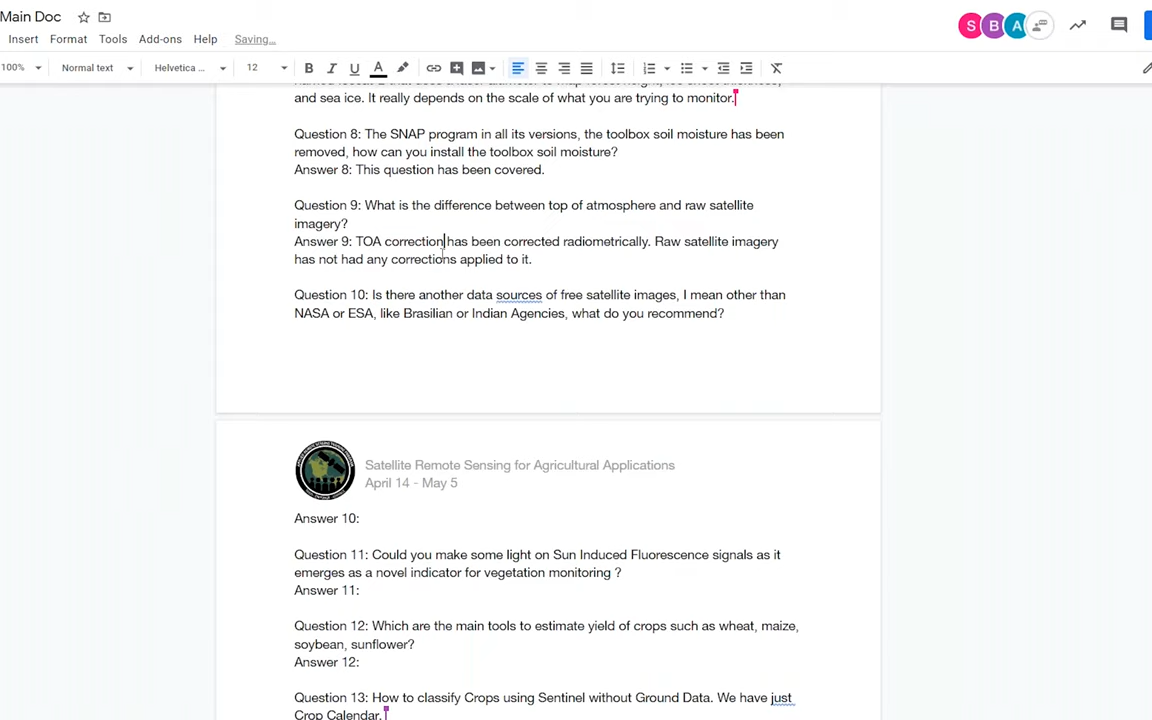 Main Doc
Insert Format Tools Add-ons Help Saving...
S B A
100% Normal text Helvetica ... 12 B I U A
and sea ice. It really depends on the scale of what you are trying to monitor.
Question 8: The SNAP program in all its versions, the toolbox soil moisture has been
removed, how can you install the toolbox soil moisture?
Answer 8: This question has been covered.
Question 9: What is the difference between top of atmosphere and raw satellite
imagery?
Answer 9: TOA correction has been corrected radiometrically. Raw satellite imagery
has not had any corrections applied to it.
Question 10: Is there another data sources of free satellite images, I mean other than
NASA or ESA, like Brasilian or Indian Agencies, what do you recommend?
Satellite Remote Sensing for Agricultural Applications
April 14 - May 5
Answer 10:
Question 11: Could you make some light on Sun Induced Fluorescence signals as it
emerges as a novel indicator for vegetation monitoring ?
Answer 11:
Question 12: Which are the main tools to estimate yield of crops such as wheat, maize,
soybean, sunflower?
Answer 12:
Question 13: How to classify Crops using Sentinel without Ground Data. We have just
Crop Calendar.